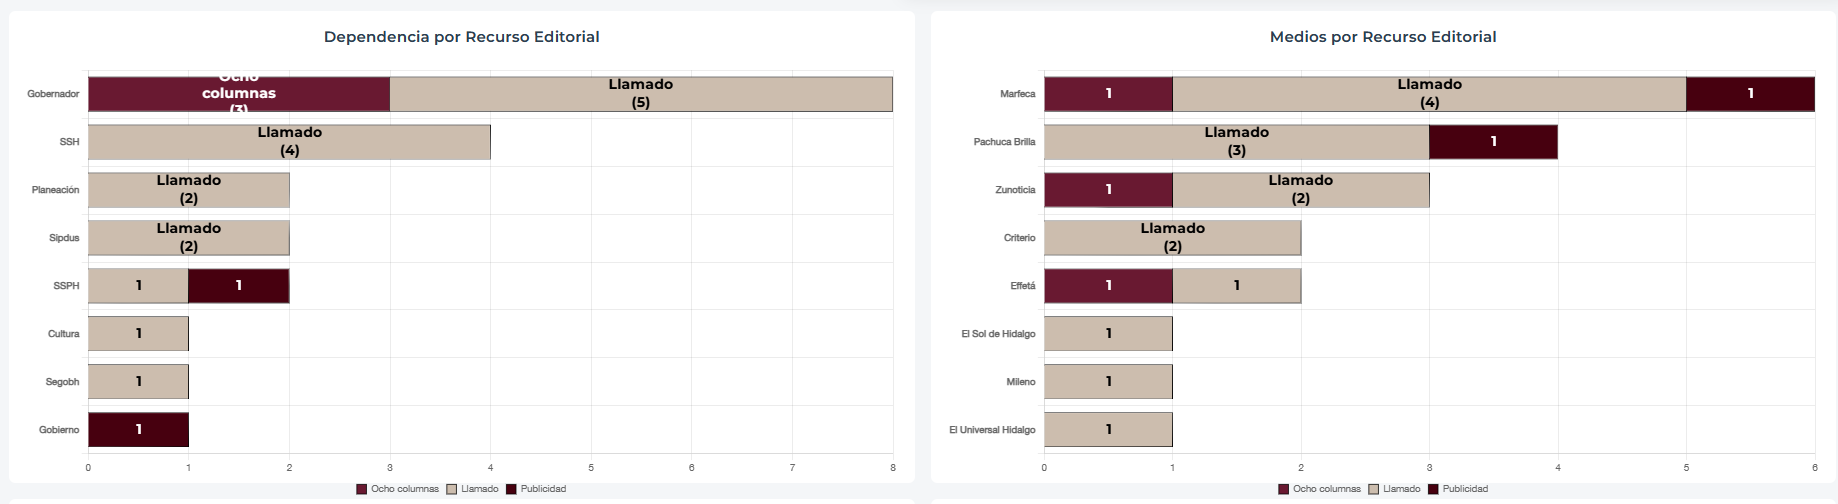 Dependencia por Recurso Editorial
Gobernador
Ocho
columnas
(3)
Llamado
(5)
SSH
Llamado
(4)
Planeación
Llamado
(2)
Sipdus
Llamado
(2)
SSPH
1
1
Cultura
1
Segobh
1
Gobierno
1
0 1 2 3 4 5 6 7 8
Ocho columnas Llamado Publicidad
Medios por Recurso Editorial
Marfeca
1
Llamado
(4)
1
Pachuca Brilla
Llamado
(3)
1
Zunoticia
1
Llamado
(2)
Criterio
Llamado
(2)
Effetá
1
1
El Sol de Hidalgo
1
Mileno
1
El Universal Hidalgo
1
0 1 2 3 4 5 6
Ocho columnas Llamado Publicidad